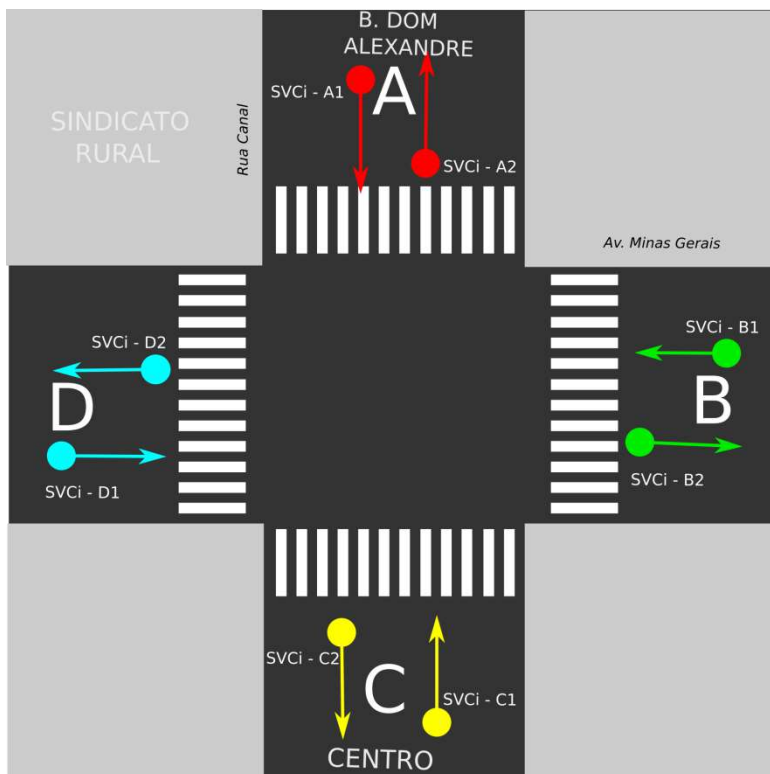 B. DOM
ALEXANDRE
A
SVCi - A1
SVCi - A2
SINDICATO
RURAL
Rua Canal
Av. Minas Gerais
SVCi - D2
D
SVCi - D1
SVCi - B1
B
SVCi - B2
SVCi - C2
C
SVCi - C1
CENTRO